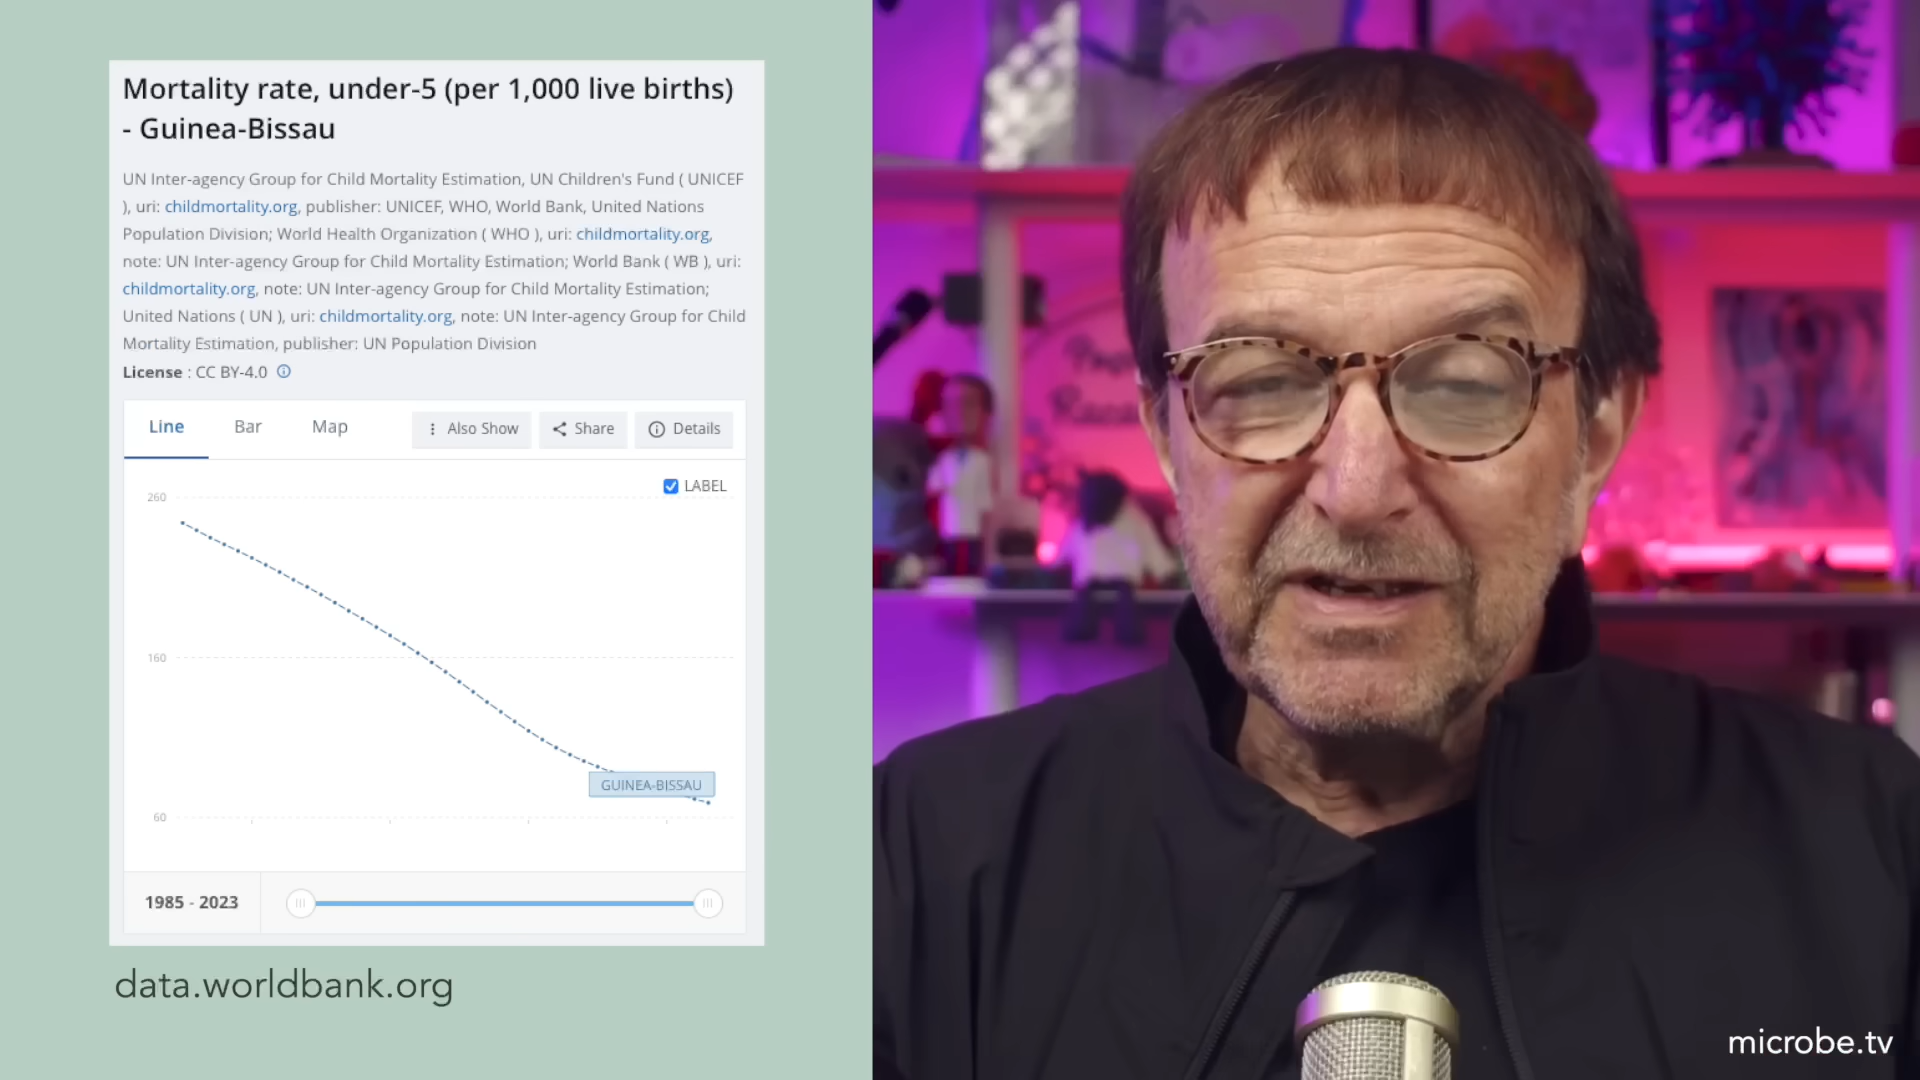 Mortality rate, under-5 (per 1,000 live births)
- Guinea-Bissau
UN Inter-agency Group for Child Mortality Estimation, UN Children's Fund ( UNICEF
), uri: childmortality.org, publisher: UNICEF, WHO, World Bank, United Nations
Population Division; World Health Organization ( WHO ), uri: childmortality.org,
note: UN Inter-agency Group for Child Mortality Estimation; World Bank ( WB ), uri:
childmortality.org, note: UN Inter-agency Group for Child Mortality Estimation;
United Nations ( UN ), uri: childmortality.org, note: UN Inter-agency Group for Child
Mortality Estimation, publisher: UN Population Division
License : CC BY-4.0
Line Bar Map Also Show Share Details
LABEL
260
160
GUINEA-BISSAU
60
1985 - 2023
data.worldbank.org
microbe.tv